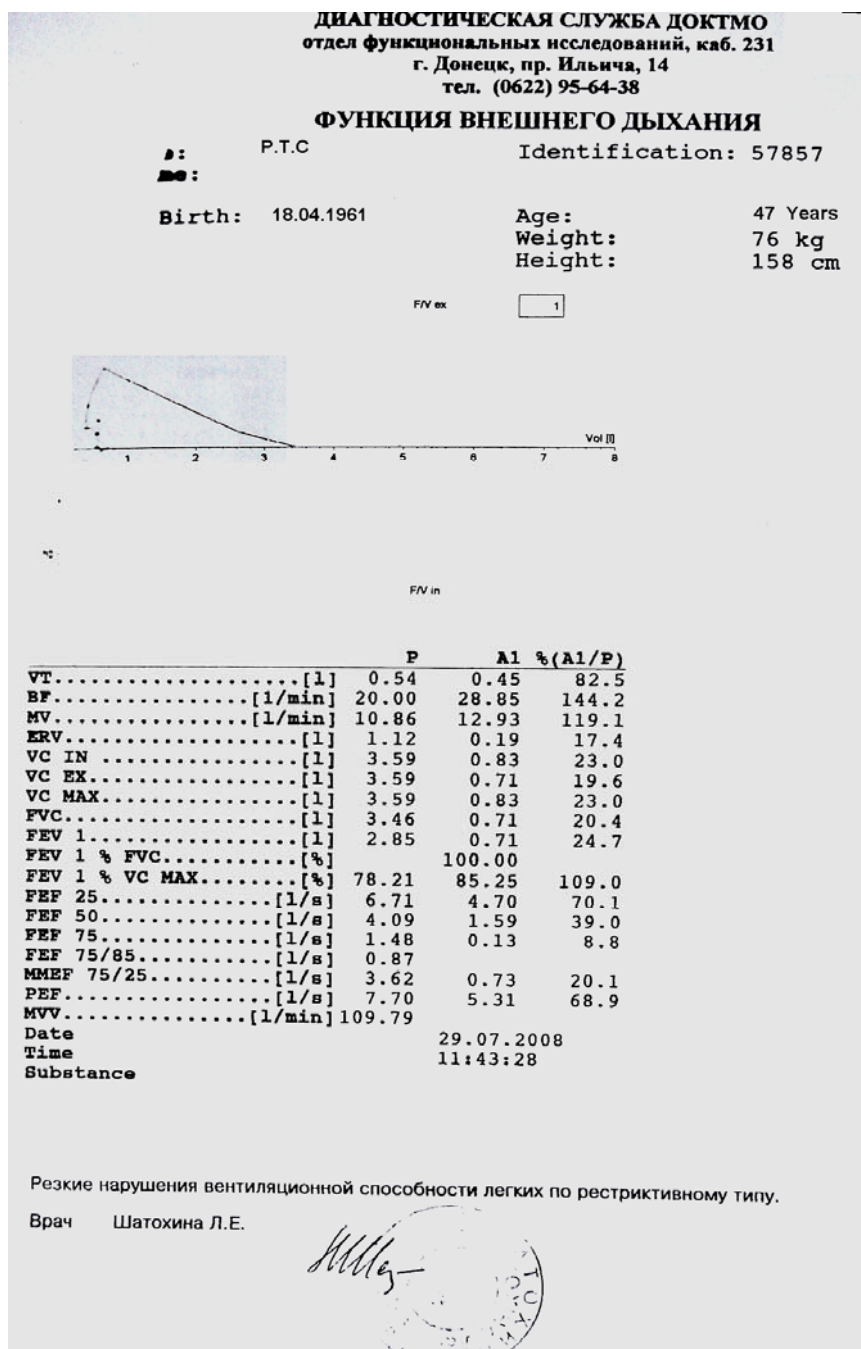 ДИАГНОСТИЧЕСКАЯ СЛУЖБА ДОКТМО
отдел функциональных исследований, каб. 231
г. Донецк, пр. Ильича, 14
тел. (0622) 95-64-38
ФУНКЦИЯ ВНЕШНЕГО ДЫХАНИЯ
P.T.C Identification: 57857
Birth: 18.04.1961 Age: 47 Years
Weight: 76 kg
Height: 158 cm
F/V ex 1
Vol [l]
1 2 3 4 5 6 7 8
F/V in
P A1 %(A1/P)
VT.....................[l] 0.54 0.45 82.5
BF.................[1/min] 20.00 28.85 144.2
MV.................[l/min] 10.86 12.93 119.1
ERV....................[l] 1.12 0.19 17.4
VC IN .................[l] 3.59 0.83 23.0
VC EX..................[l] 3.59 0.71 19.6
VC MAX.................[l] 3.59 0.83 23.0
FVC....................[l] 3.46 0.71 20.4
FEV 1..................[l] 2.85 0.71 24.7
FEV 1 % FVC............[%] 100.00
FEV 1 % VC MAX.........[%] 78.21 85.25 109.0
FEF 25...............[l/s] 6.71 4.70 70.1
FEF 50...............[l/s] 4.09 1.59 39.0
FEF 75...............[l/s] 1.48 0.13 8.8
FEF 75/85............[l/s] 0.87
MMEF 75/25...........[l/s] 3.62 0.73 20.1
PEF..................[l/s] 7.70 5.31 68.9
MVV................[l/min] 109.79
Date 29.07.2008
Time 11:43:28
Substance
Резкие нарушения вентиляционной способности легких по рестриктивному типу.
Врач Шатохина Л.Е.